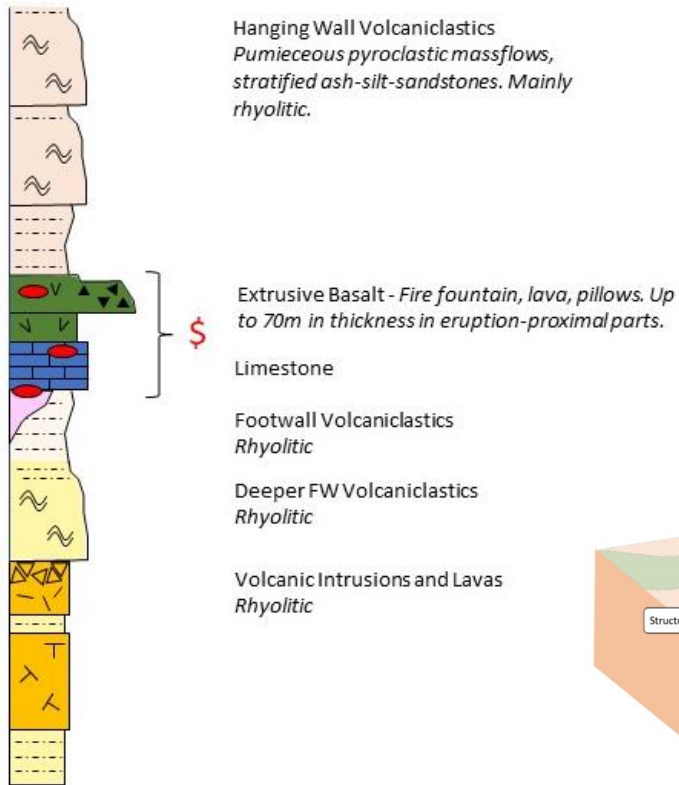 Hanging Wall Volcaniclastics
Pumieceous pyroclastic massflows,
stratified ash-silt-sandstones. Mainly
rhyolitic.
$
Extrusive Basalt - Fire fountain, lava, pillows. Up
to 70m in thickness in eruption-proximal parts.
Limestone
Footwall Volcaniclastics
Rhyolitic
Deeper FW Volcaniclastics
Rhyolitic
Volcanic Intrusions and Lavas
Rhyolitic
Struct